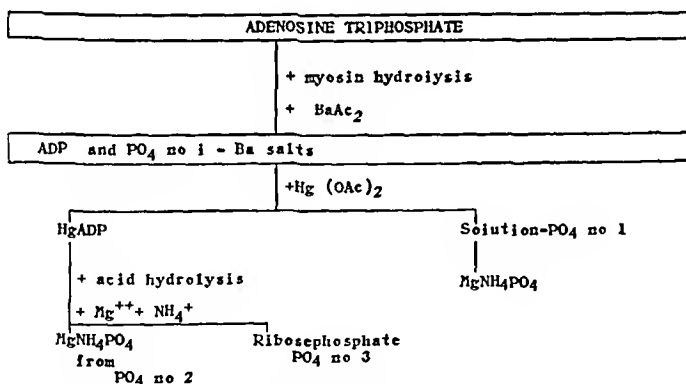 ADENOSINE TRIPHOSPHATE
+ myosin hydrolysis
+ BaAc2
ADP and PO4 no i - Ba salts
+Hg (OAc)2
HgADP
Solution-PO4 no 1
+ acid hydrolysis
MgNH4PO4
+ Mg++ + NH4+
MgNH4PO4
from
PO4 no 2
Ribosephosphate
PO4 no 3